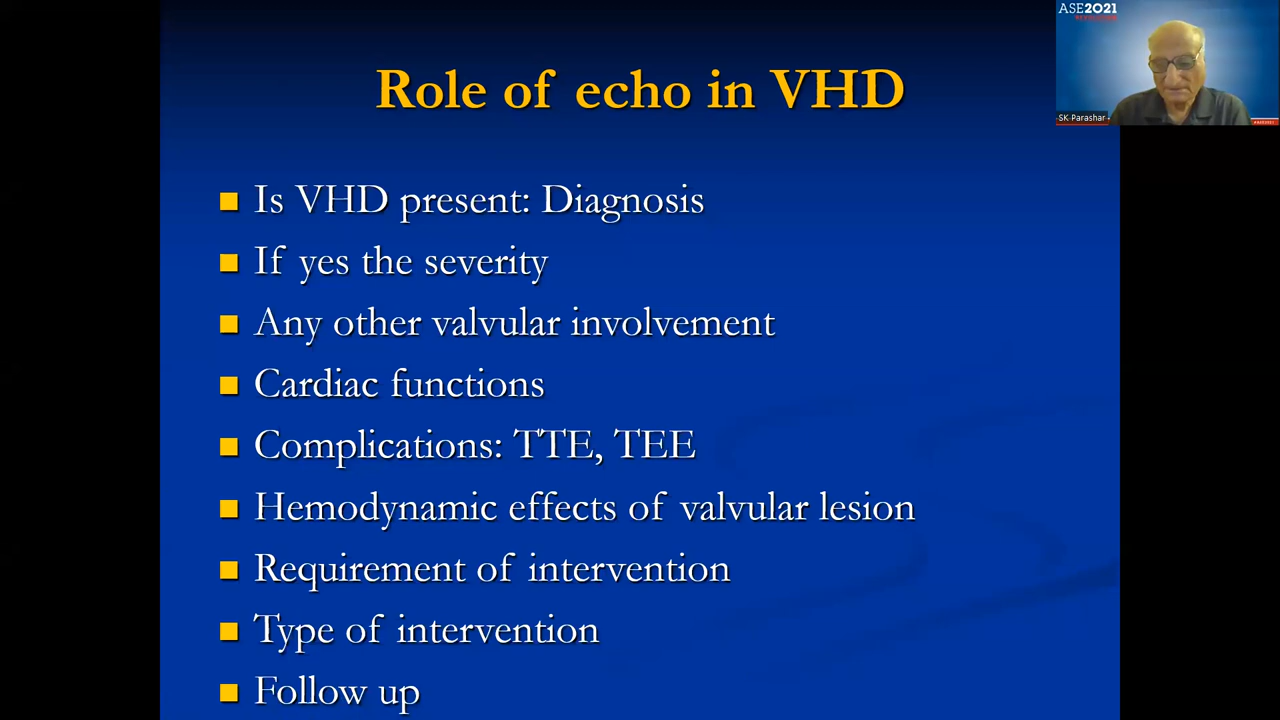 Role of echo in VHD
ASE2021
SK Parashar
Is VHD present: Diagnosis
If yes the severity
Any other valvular involvement
Cardiac functions
Complications: TTE, TEE
Hemodynamic effects of valvular lesion
Requirement of intervention
Type of intervention
Follow up